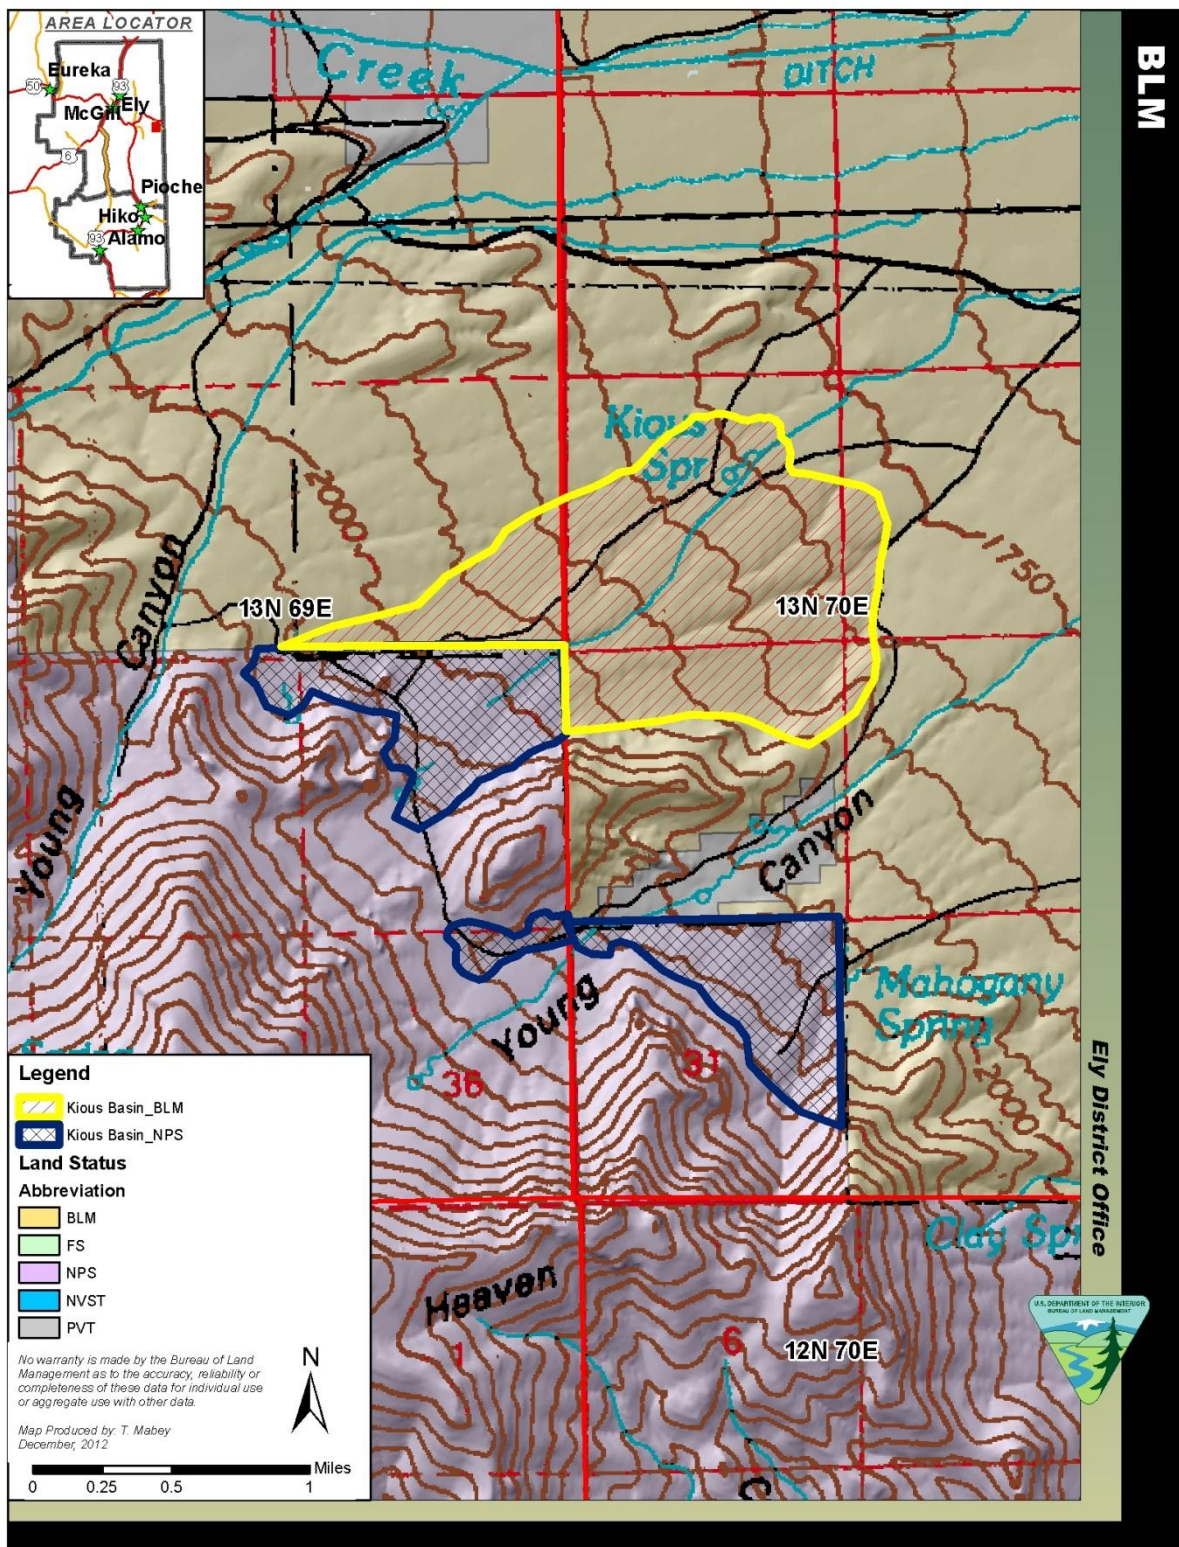 AREA LOCATOR
Eureka
50
93
McGill
Ely
6
Pioche
Hiko
93
Alamo
BLM
Creek
DITCH
Kious
Spr
2000
1750
Canyon
13N 69E
13N 70E
Young
Canyon
Young
Mahogany
Spring
36
31
2000
Spring
Clay Spr
Heaven
1
6
12N 70E
Ely District Office
U.S. DEPARTMENT OF THE INTERIOR
BUREAU OF LAND MANAGEMENT
Legend
Kious Basin_BLM
Kious Basin_NPS
Land Status
Abbreviation
BLM
FS
NPS
NVST
PVT
No warranty is made by the Bureau of Land
Management as to the accuracy, reliability or
completeness of these data for individual use
or aggregate use with other data.
Map Produced by: T. Mabey
December, 2012
N
Miles
0 0.25 0.5 1